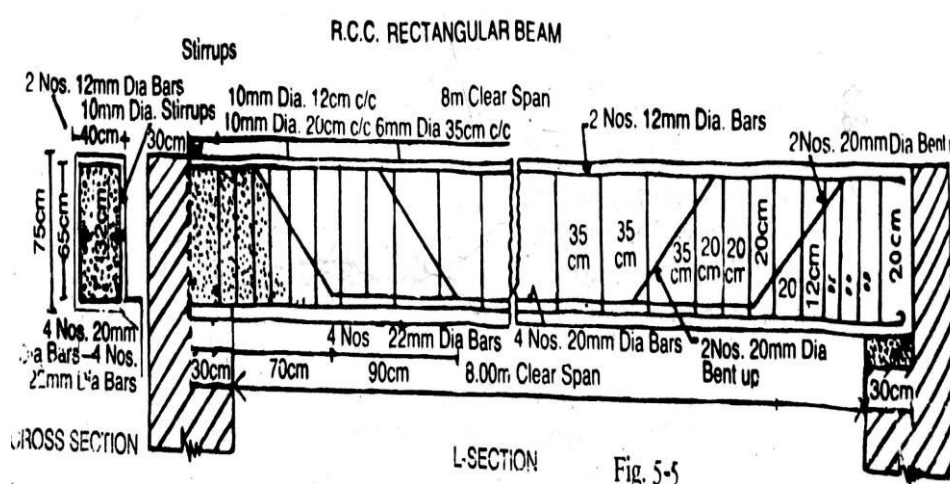 R.C.C. RECTANGULAR BEAM
Stirrups
2 Nos. 12mm Dia Bars
10mm Dia. Stirrups
40cm
30cm
10mm Dia. 12cm c/c
10mm Dia. 20cm c/c 6mm Dia 35cm c/c
8m Clear Span
2 Nos. 12mm Dia. Bars
2Nos. 20mm Dia Bent
75cm
65cm
32cm
35
cm
35
cm
35
cm
20
cm
20
cm
20cm
20
12cm
20cm
4 Nos. 20mm
Dia Bars–4 Nos.
22mm Dia Bars
4 Nos 22mm Dia Bars
4 Nos. 20mm Dia Bars
2Nos. 20mm Dia
Bent up
30cm
70cm
90cm
8.00m Clear Span
30cm
CROSS SECTION
L-SECTION
Fig. 5-5